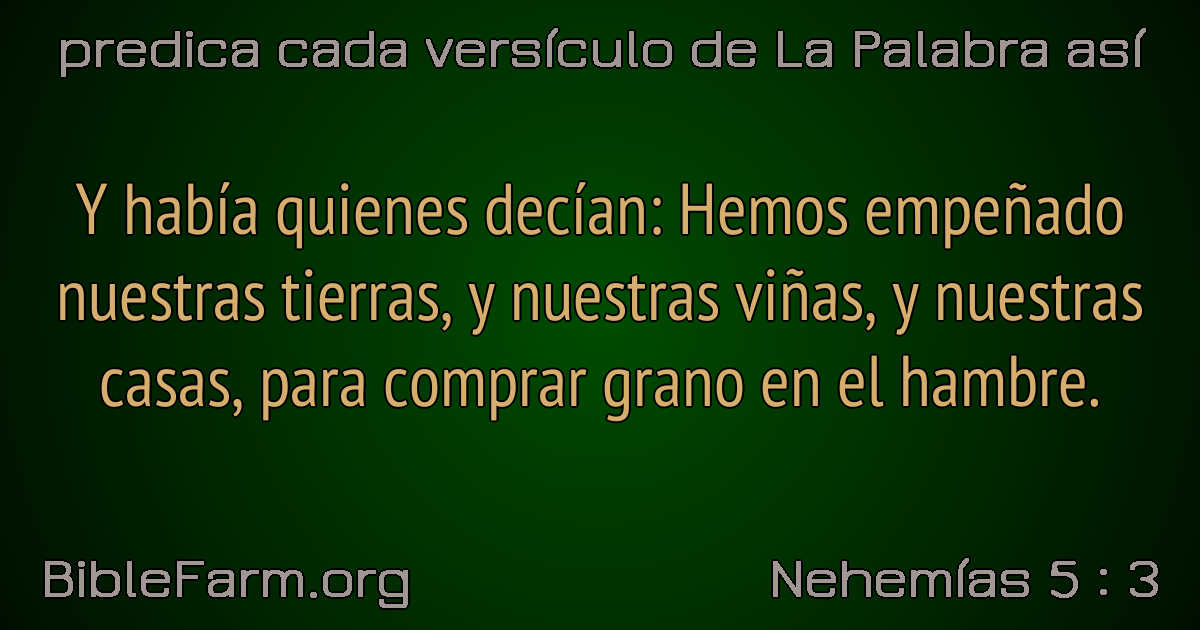 predica cada versículo de La Palabra así
Y había quienes decían: Hemos empeñado
nuestras tierras, y nuestras viñas, y nuestras
casas, para comprar grano en el hambre.
BibleFarm.org
Nehemías 5 : 3